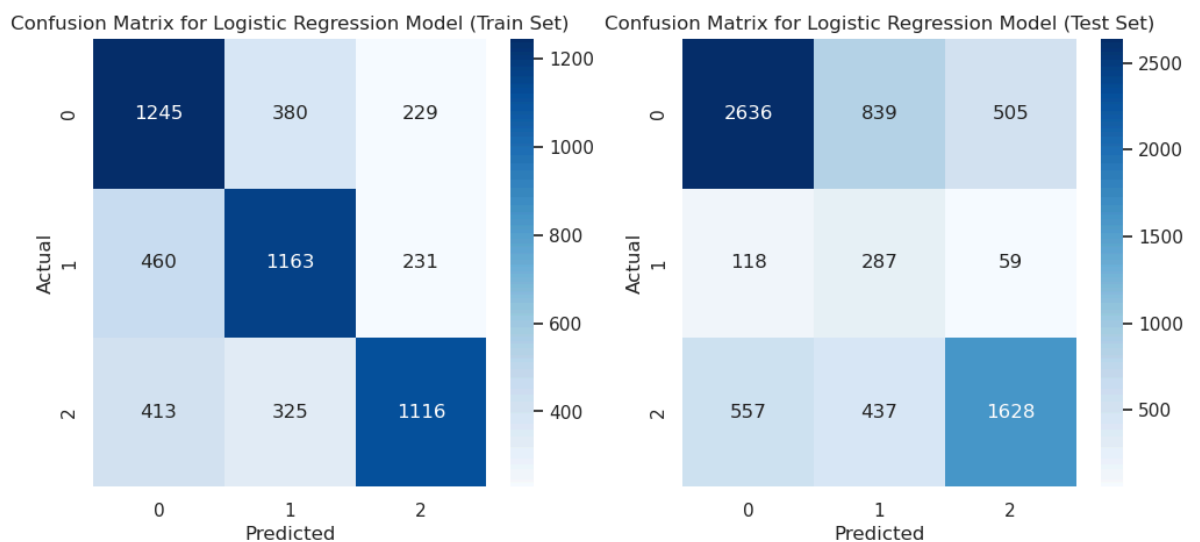 Confusion Matrix for Logistic Regression Model (Train Set)
0
1
2
Actual
1245 380 229
460 1163 231
413 325 1116
0 1 2
Predicted
1200
1000
800
600
400
Confusion Matrix for Logistic Regression Model (Test Set)
0
1
2
Actual
2636 839 505
118 287 59
557 437 1628
0 1 2
Predicted
2500
2000
1500
1000
500